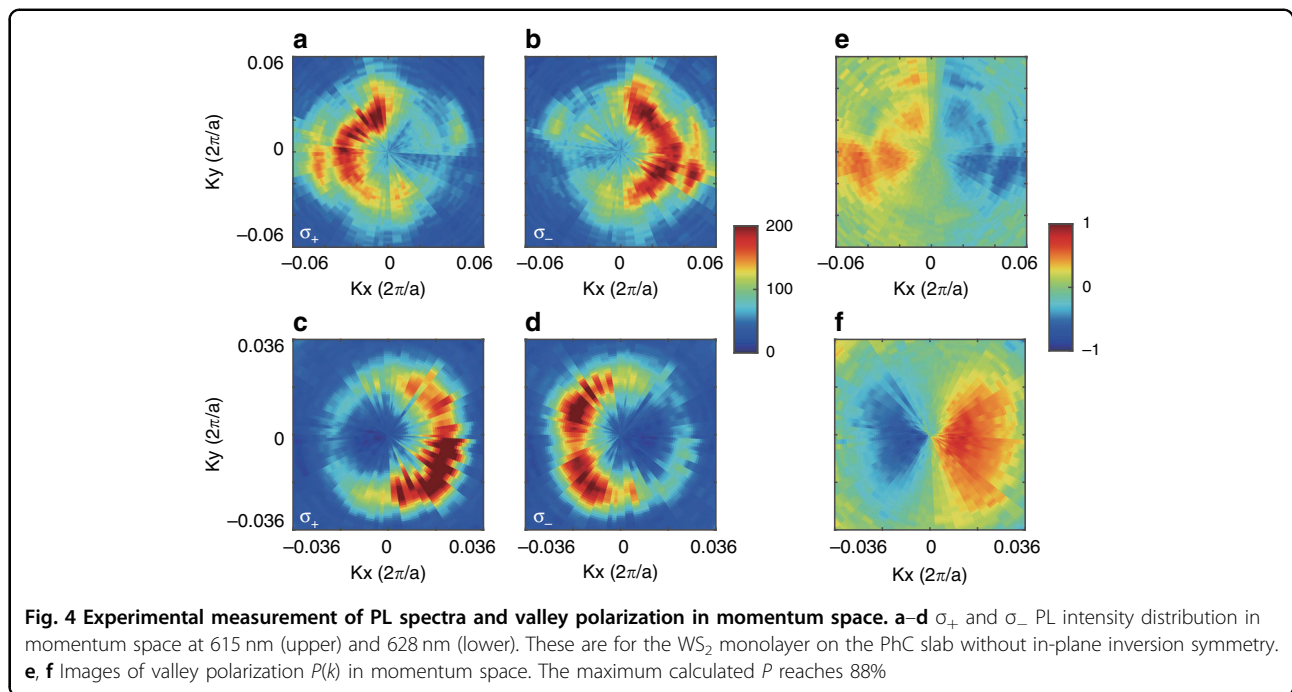 a
b
e
0.06
0
−0.06
Ky (2π/a)
σ+
σ−
−0.06 0 0.06
−0.06 0 0.06
−0.06 0 0.06
Kx (2π/a)
Kx (2π/a)
Kx (2π/a)
200
100
0
1
0
−1
c
d
f
0.036
0
−0.036
Ky (2π/a)
σ+
σ−
−0.036 0 0.036
−0.036 0 0.036
−0.036 0 0.036
Kx (2π/a)
Kx (2π/a)
Kx (2π/a)
Fig. 4 Experimental measurement of PL spectra and valley polarization in momentum space. a–d σ+ and σ− PL intensity distribution in
momentum space at 615 nm (upper) and 628 nm (lower). These are for the WS2 monolayer on the PhC slab without in-plane inversion symmetry.
e, f Images of valley polarization P(k) in momentum space. The maximum calculated P reaches 88%